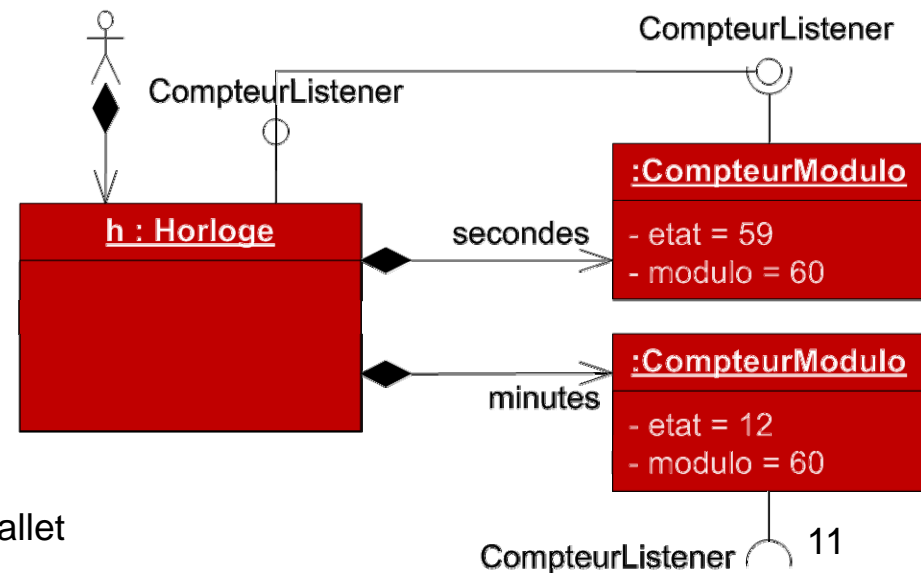 CompteurListener
CompteurListener
h : Horloge
secondes
:CompteurModulo
- etat = 59
- modulo = 60
minutes
:CompteurModulo
- etat = 12
- modulo = 60
allet
CompteurListener
11